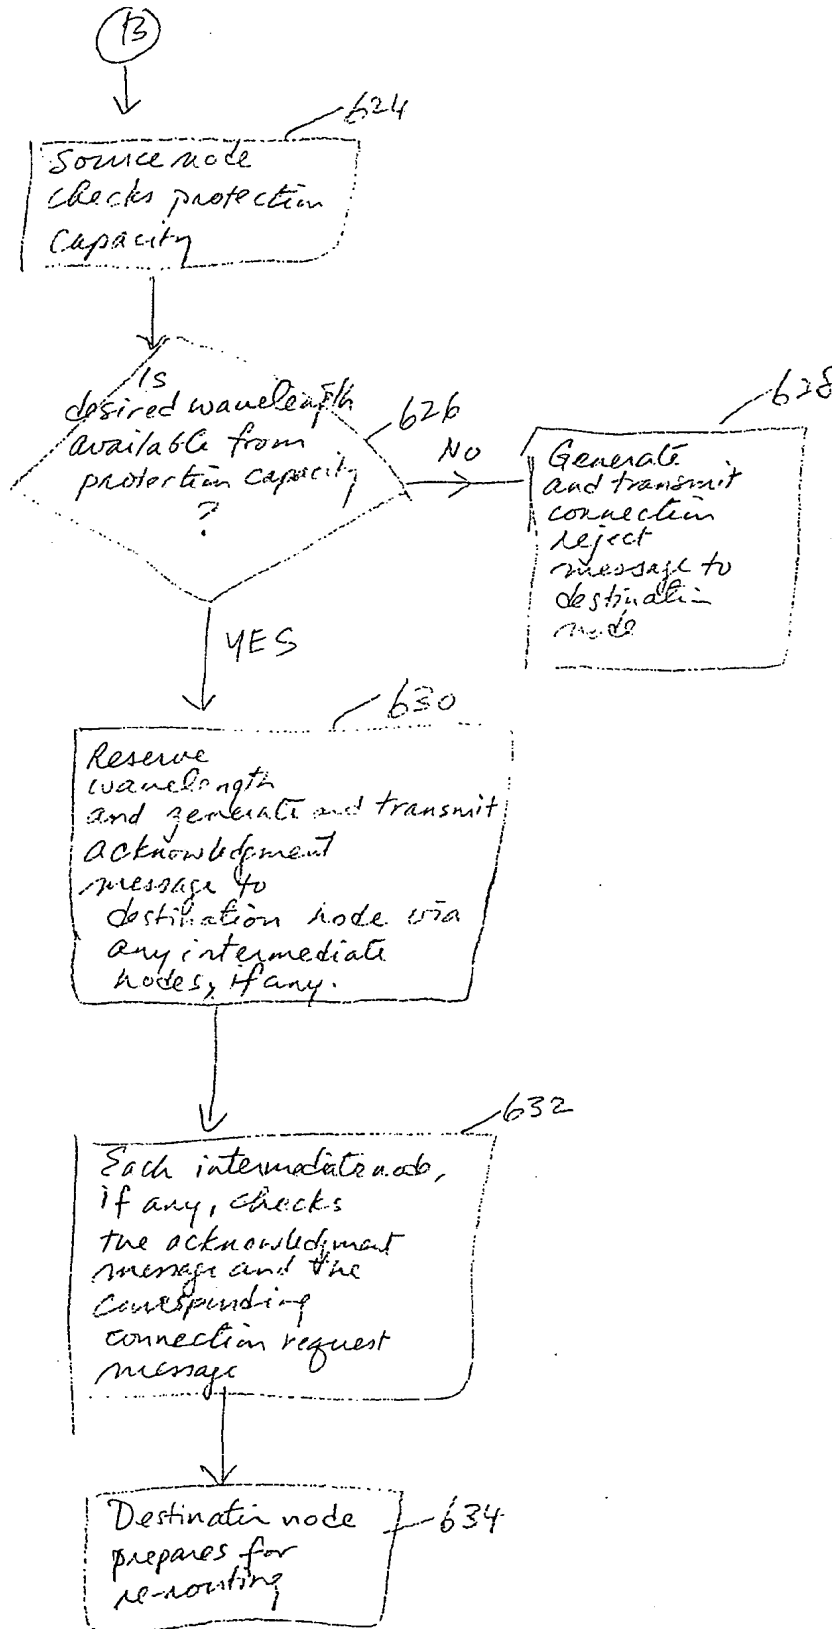 B
624
Source node
checks protection
capacity
Is
desired wavelength
available from
protection capacity
?
626
NO
628
Generate
and transmit
connection
reject
message to
destination
node
YES
630
Reserve
wavelength
and generate and transmit
acknowledgment
message to
destination node via
any intermediate
nodes, if any.
632
Each intermediate node,
if any, checks
the acknowledgment
message and the
corresponding
connection request
message
Destination node
prepares for
re-routing
634